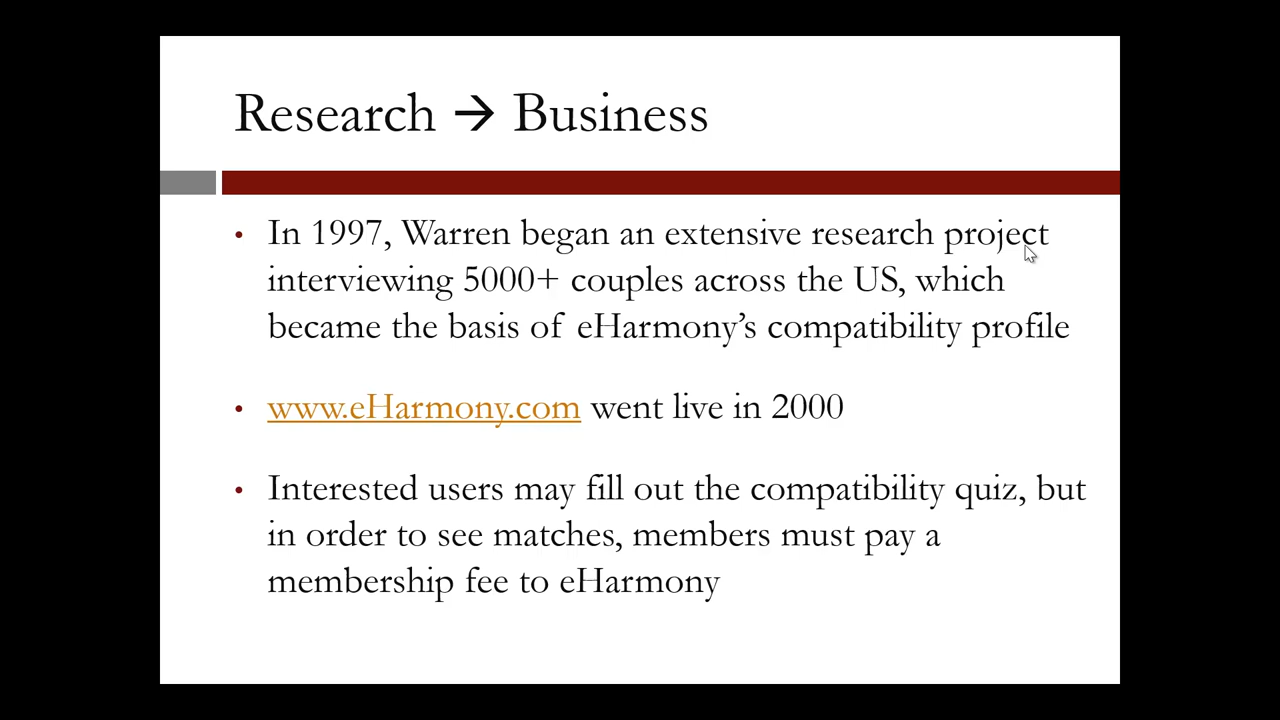 Research → Business
• In 1997, Warren began an extensive research project
interviewing 5000+ couples across the US, which
became the basis of eHarmony’s compatibility profile
• www.eHarmony.com went live in 2000
• Interested users may fill out the compatibility quiz, but
in order to see matches, members must pay a
membership fee to eHarmony